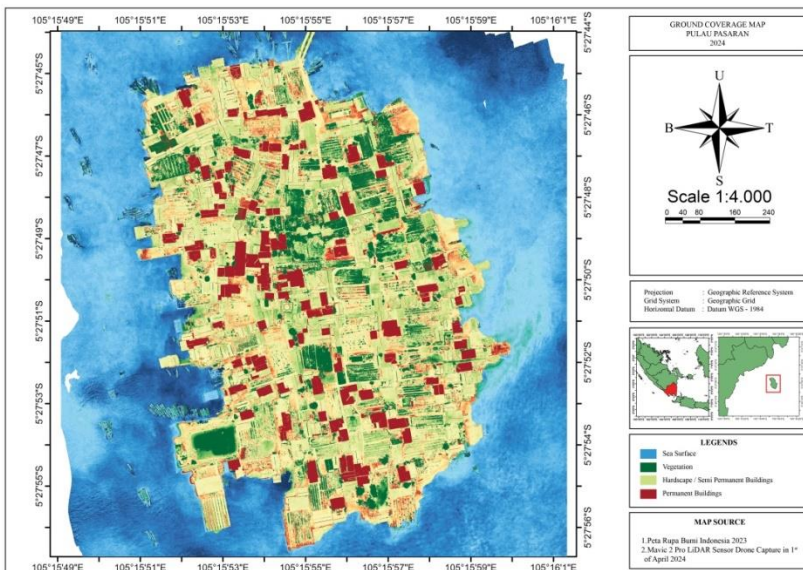 105°15'49"E 105°15'51"E 105°15'53"E 105°15'55"E 105°15'57"E 105°15'59"E 105°16'1"E
5°27'45"S
5°27'47"S
5°27'49"S
5°27'51"S
5°27'53"S
5°27'55"S
5°27'44"S
5°27'46"S
5°27'48"S
5°27'50"S
5°27'52"S
5°27'54"S
5°27'56"S
105°15'49"E 105°15'51"E 105°15'53"E 105°15'55"E 105°15'57"E 105°15'59"E 105°16'1"E
GROUND COVERAGE MAP
PULAU PASARAN
2024
U
B T
S
Scale 1:4.000
0 40 80 160 240
Projection : Geographic Reference System
Grid System : Geographic Grid
Horizontal Datum : Datum WGS - 1984
LEGENDS
Sea Surface
Vegetation
Hardscape / Semi Permanent Buildings
Permanent Buildings
MAP SOURCE
1.Peta Rupa Bumi Indonesia 2023
2.Mavic 2 Pro LiDAR Sensor Drone Capture in 1st
of April 2024